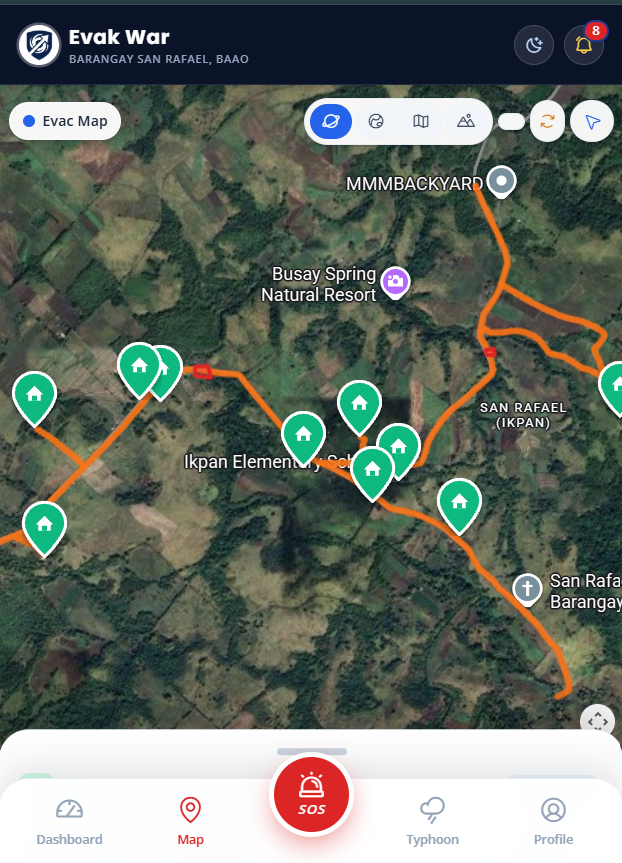 Evak War
BARANGAY SAN RAFAEL, BAAO
8
Evac Map
MMMBACKYARD
Busay Spring
Natural Resort
SAN RAFAEL
(IKPAN)
Ikpan Elementary Sch
San Rafa
Barangay
SOS
Dashboard
Map
Typhoon
Profile